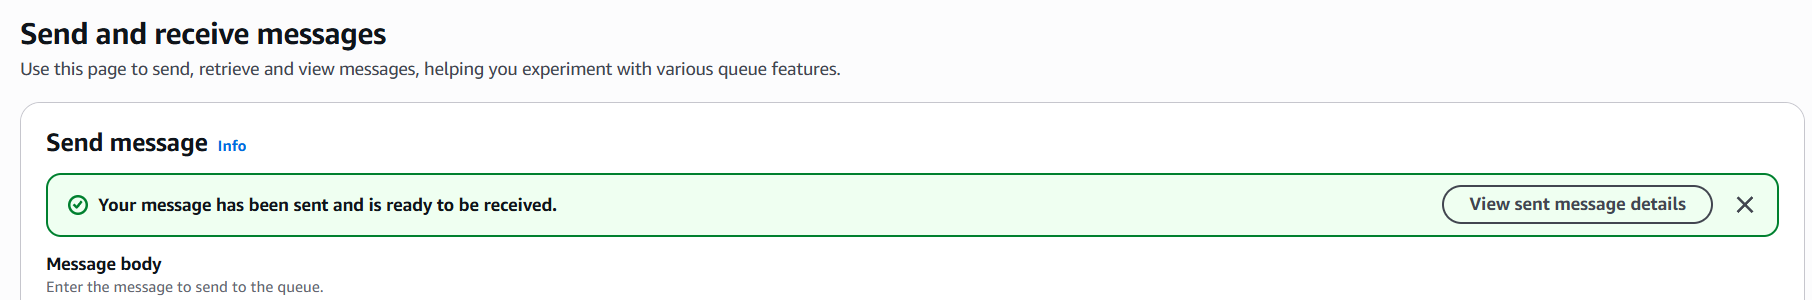 Send and receive messages
Use this page to send, retrieve and view messages, helping you experiment with various queue features.
Send message Info
Your message has been sent and is ready to be received. View sent message details
Message body
Enter the message to send to the queue.